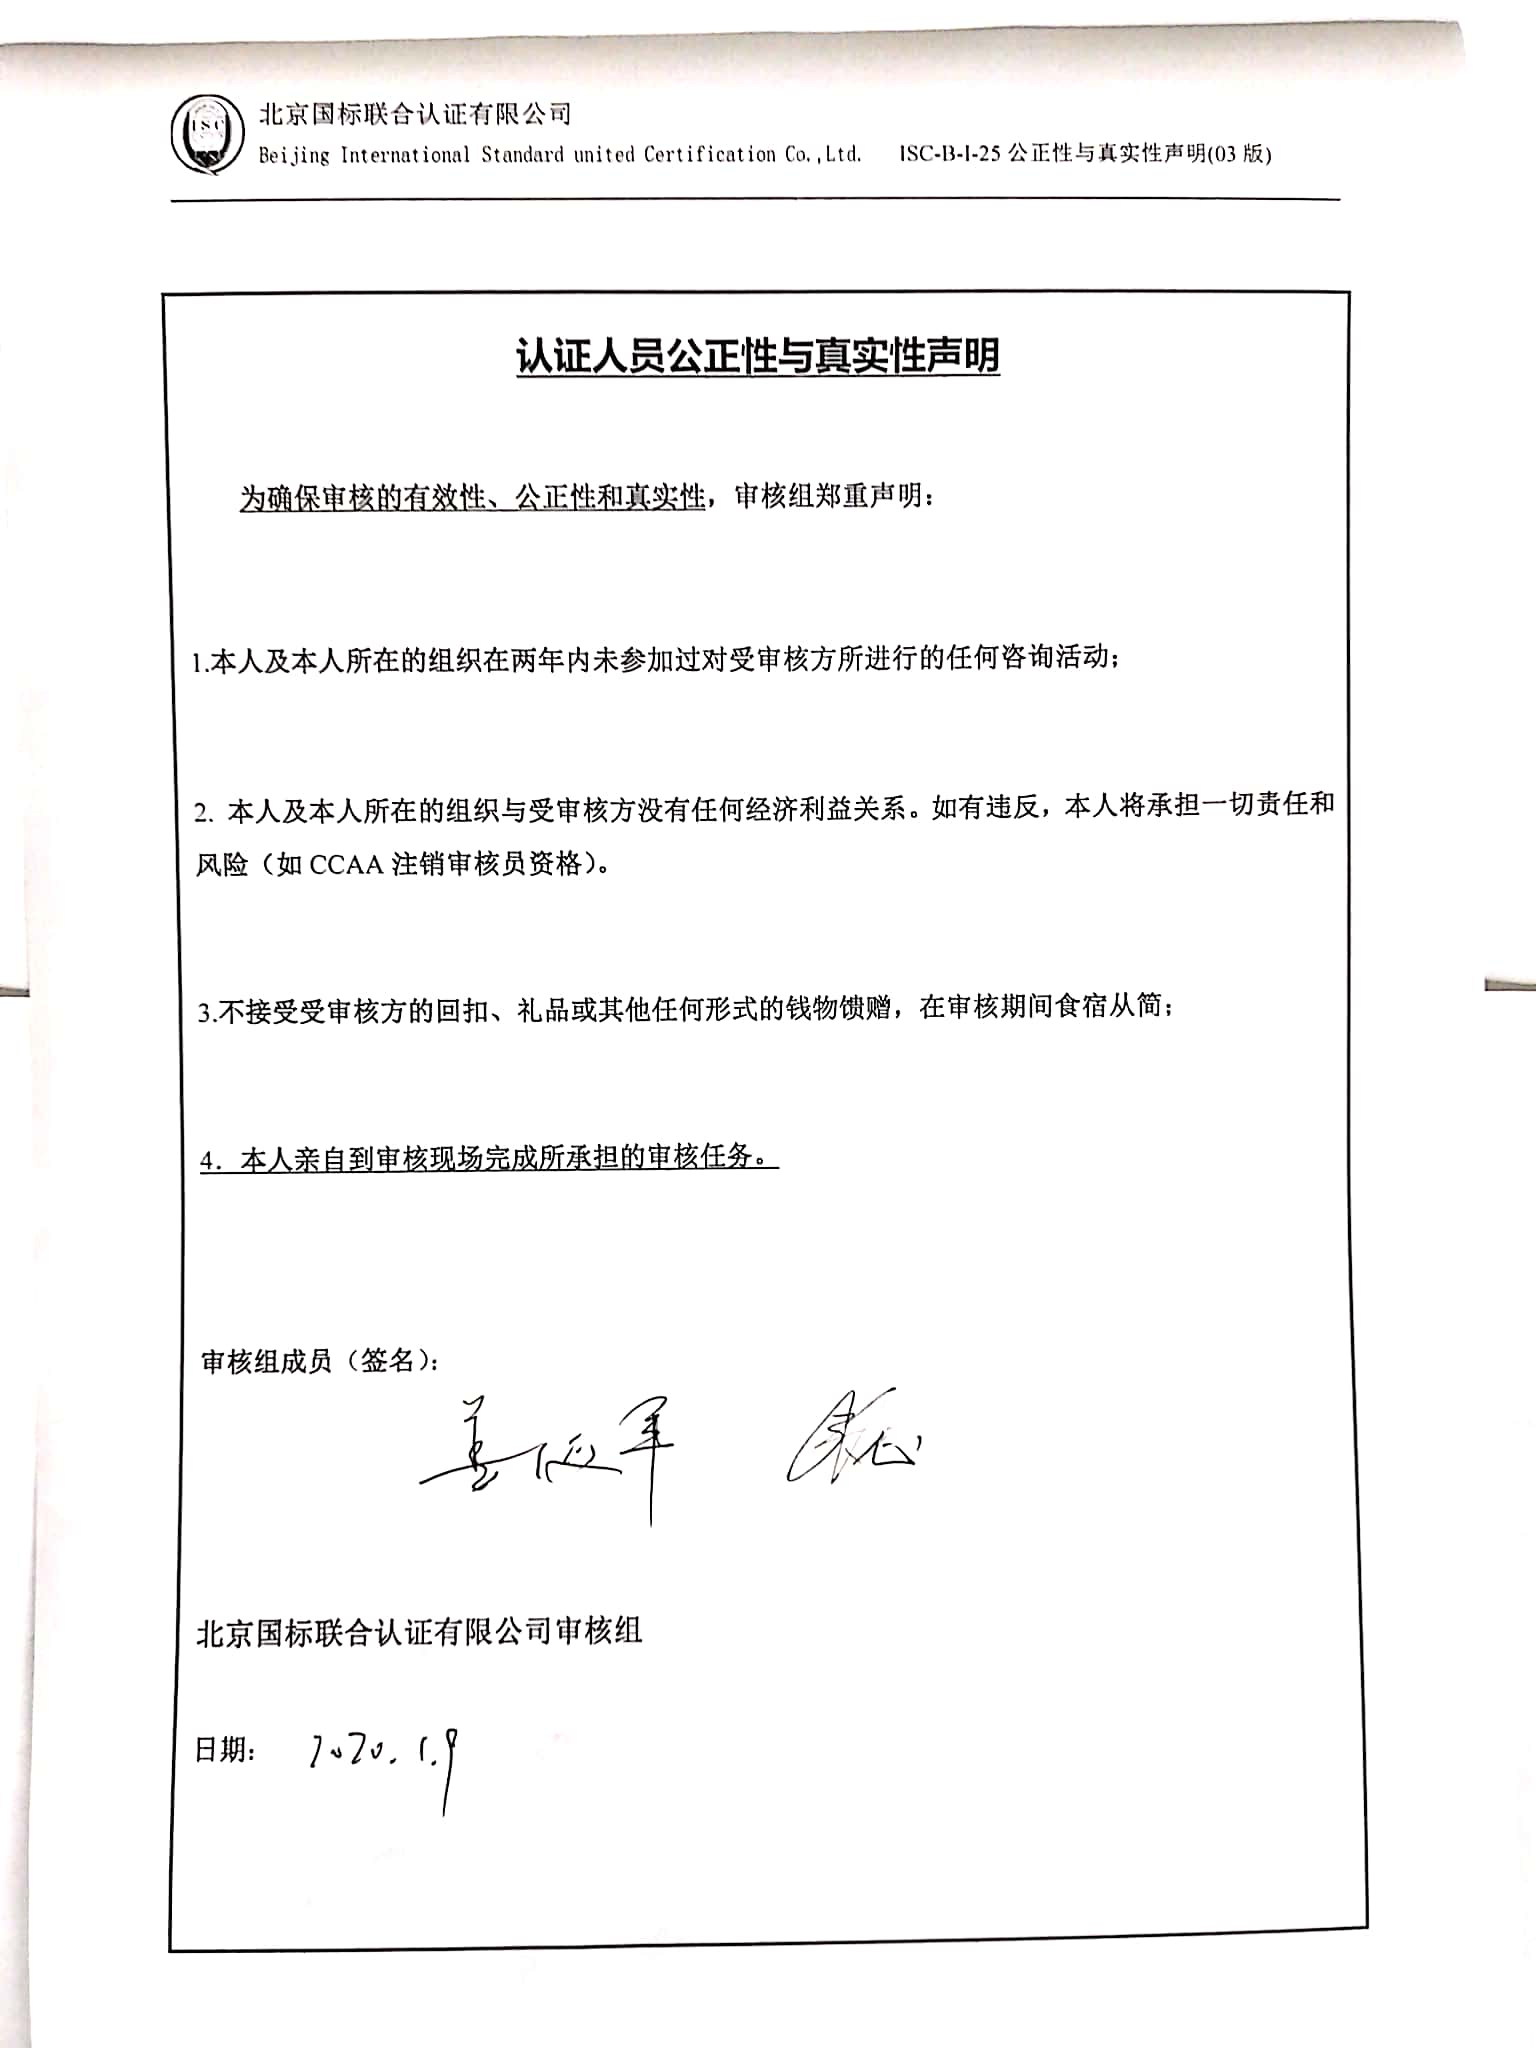 ISC
北京国标联合认证有限公司
Beijing International Standard united Certification Co.,Ltd. ISC-B-I-25 公正性与真实性声明(03 版)
认证人员公正性与真实性声明
为确保审核的有效性、公正性和真实性，审核组郑重声明：
1.本人及本人所在的组织在两年内未参加过对受审核方所进行的任何咨询活动；
2. 本人及本人所在的组织与受审核方没有任何经济利益关系。如有违反，本人将承担一切责任和
风险（如 CCAA 注销审核员资格）。
3.不接受受审核方的回扣、礼品或其他任何形式的钱物馈赠，在审核期间食宿从简；
4．本人亲自到审核现场完成所承担的审核任务。
审核组成员（签名）：
北京国标联合认证有限公司审核组
日期： 2020.1.9